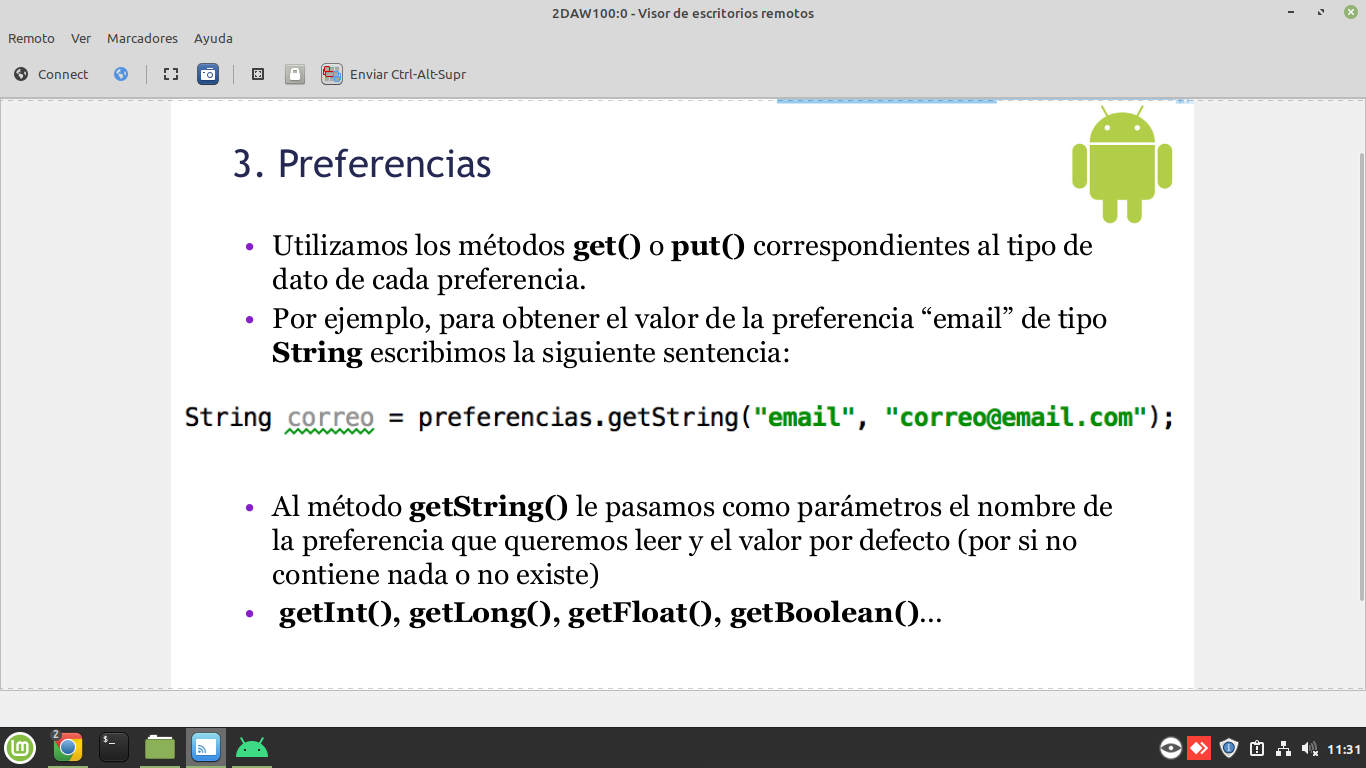 2DAW100:0 - Visor de escritorios remotos
Remoto Ver Marcadores Ayuda
Connect Enviar Ctrl-Alt-Supr
3. Preferencias
• Utilizamos los métodos get() o put() correspondientes al tipo de
dato de cada preferencia.
• Por ejemplo, para obtener el valor de la preferencia “email” de tipo
String escribimos la siguiente sentencia:
String correo = preferencias.getString("email", "correo@email.com");
• Al método getString() le pasamos como parámetros el nombre de
la preferencia que queremos leer y el valor por defecto (por si no
contiene nada o no existe)
• getInt(), getLong(), getFloat(), getBoolean()...
2
11:31